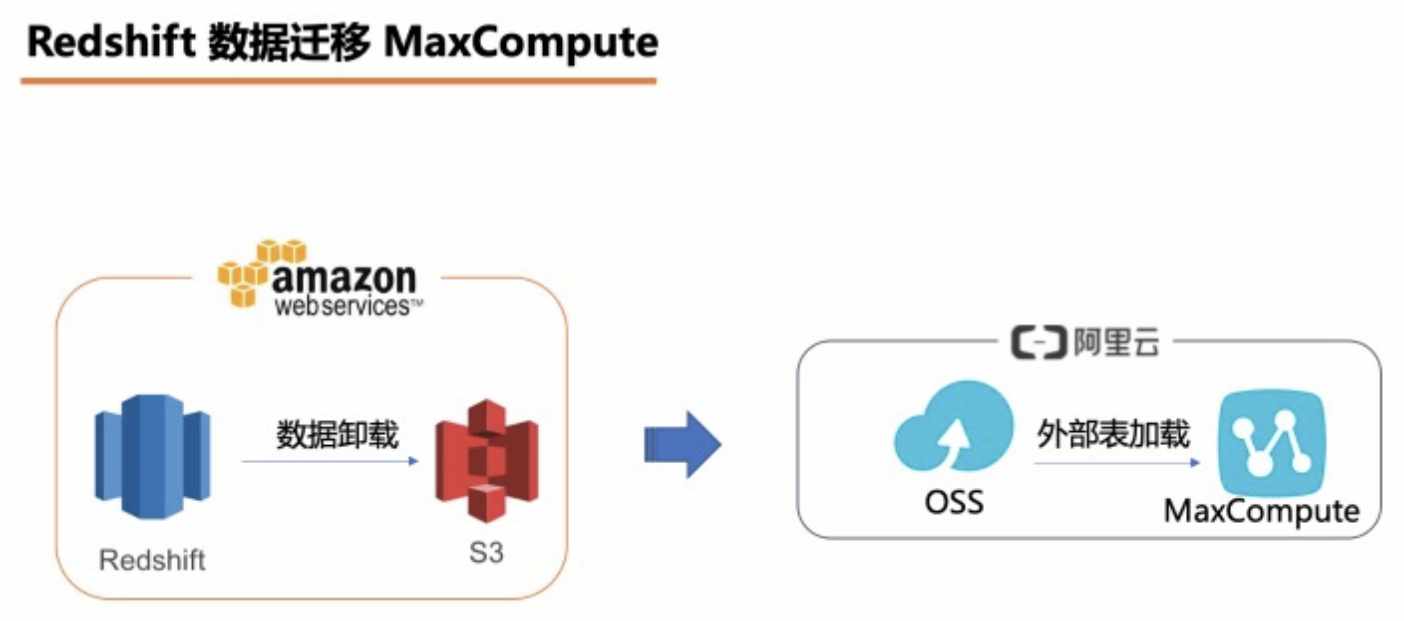 Redshift 数据迁移 MaxCompute
amazon
webservices™
数据卸载
Redshift
S3
阿里云
外部表加载
OSS
MaxCompute